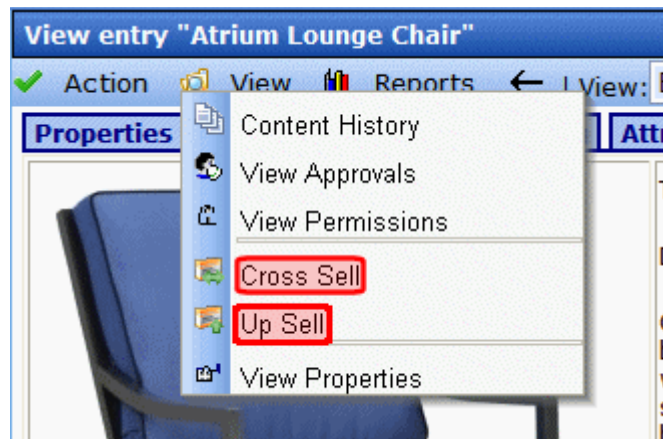 View entry "Atrium Lounge Chair"
Action View Reports View:
Properties
Content History
View Approvals
View Permissions
Cross Sell
Up Sell
View Properties